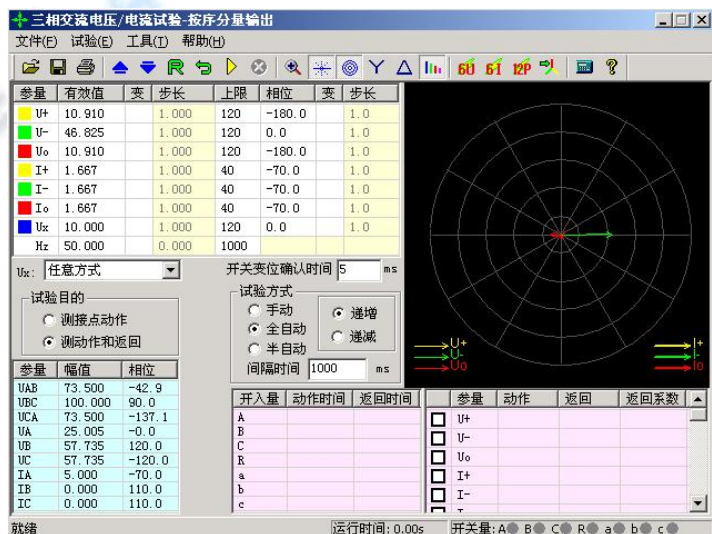 三相交流电压/电流试验-按序分量输出
文件(F) 试验(E) 工具(T) 帮助(H)
6U 6I 12P
参量 有效值 变 步长 上限 相位 变 步长
U+ 10.910 1.000 120 -180.0 1.0
U- 46.825 1.000 120 0.0 1.0
Uo 10.910 1.000 120 -180.0 1.0
I+ 1.667 1.000 40 -70.0 1.0
I- 1.667 1.000 40 -70.0 1.0
Io 1.667 1.000 40 -70.0 1.0
Ux 10.000 1.000 120 0.0 1.0
Hz 50.000 0.000 1000
Ux: 任意方式 开关变位确认时间 5 ms
试验目的
测接点动作
测动作和返回
试验方式
手动
全自动
半自动
递增
递减
间隔时间 1000 ms
U+
U-
Uo
I+
I-
Io
参量 幅值 相位
UAB 73.500 -42.9
UBC 100.000 90.0
UCA 73.500 -137.1
UA 25.005 -0.0
UB 57.735 120.0
UC 57.735 -120.0
IA 5.000 -70.0
IB 0.000 110.0
IC 0.000 110.0
开入量 动作时间 返回时间
A
B
C
R
a
b
c
参量 动作 返回 返回系数
U+
U-
Uo
I+
I-
就绪 运行时间: 0.00s 开关量: A B C R a b c